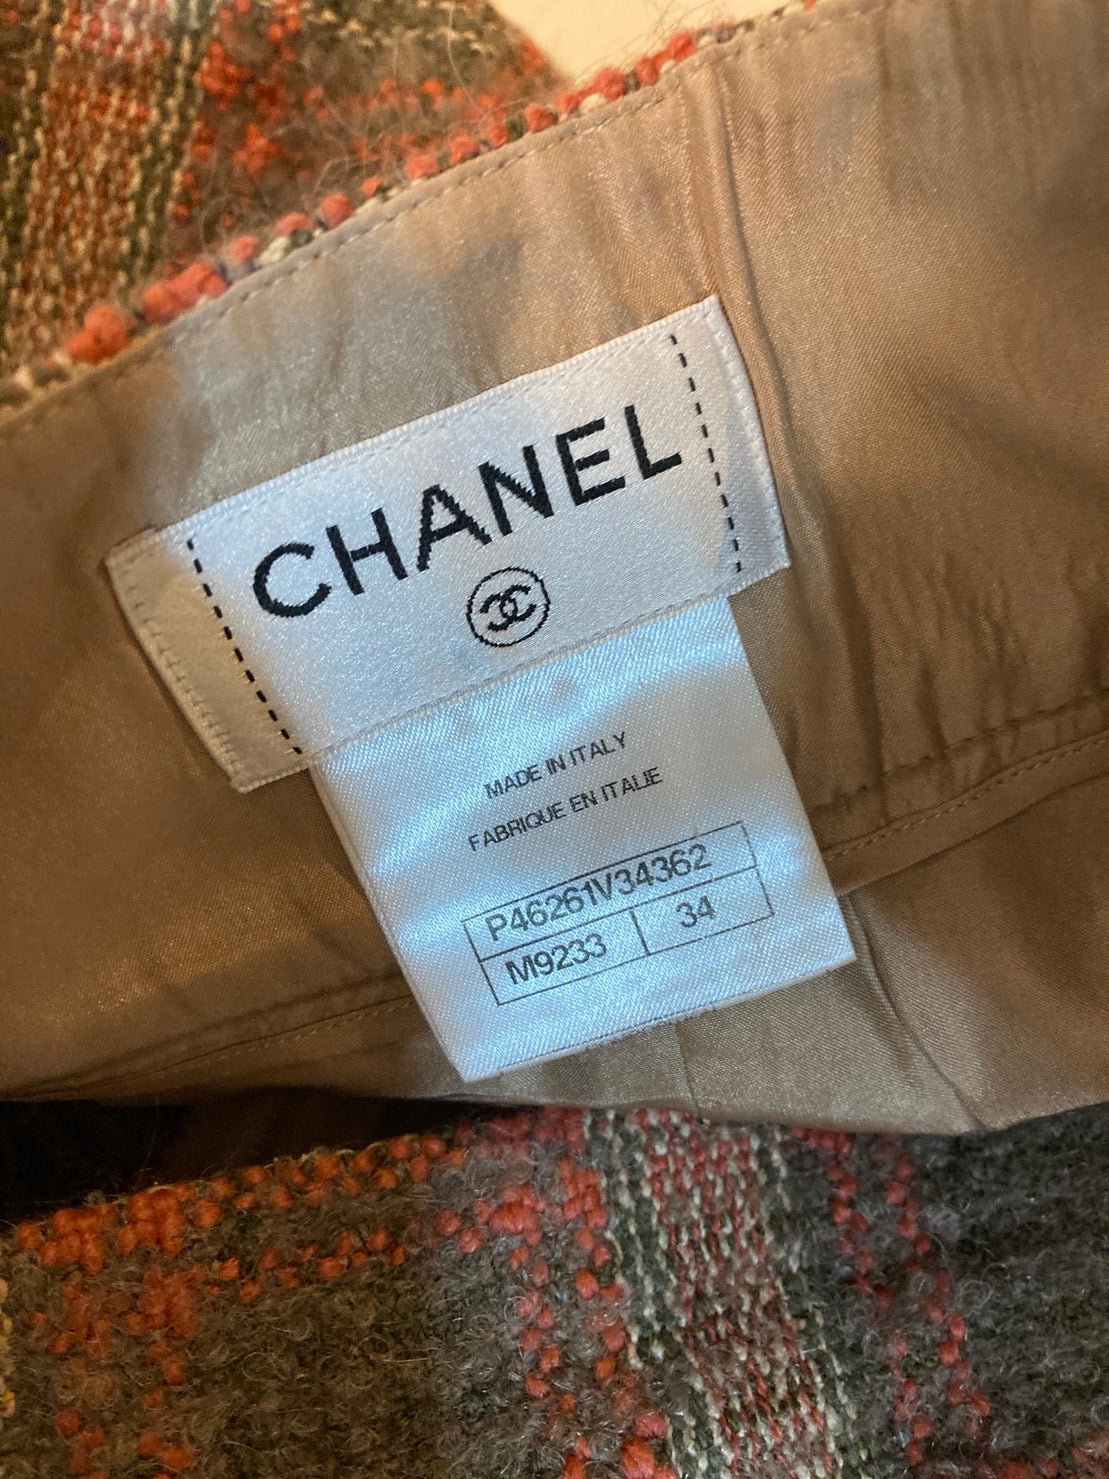 CHANEL
MADE IN ITALY
FABRIQUE EN ITALIE
P46261V34362
M9233 34